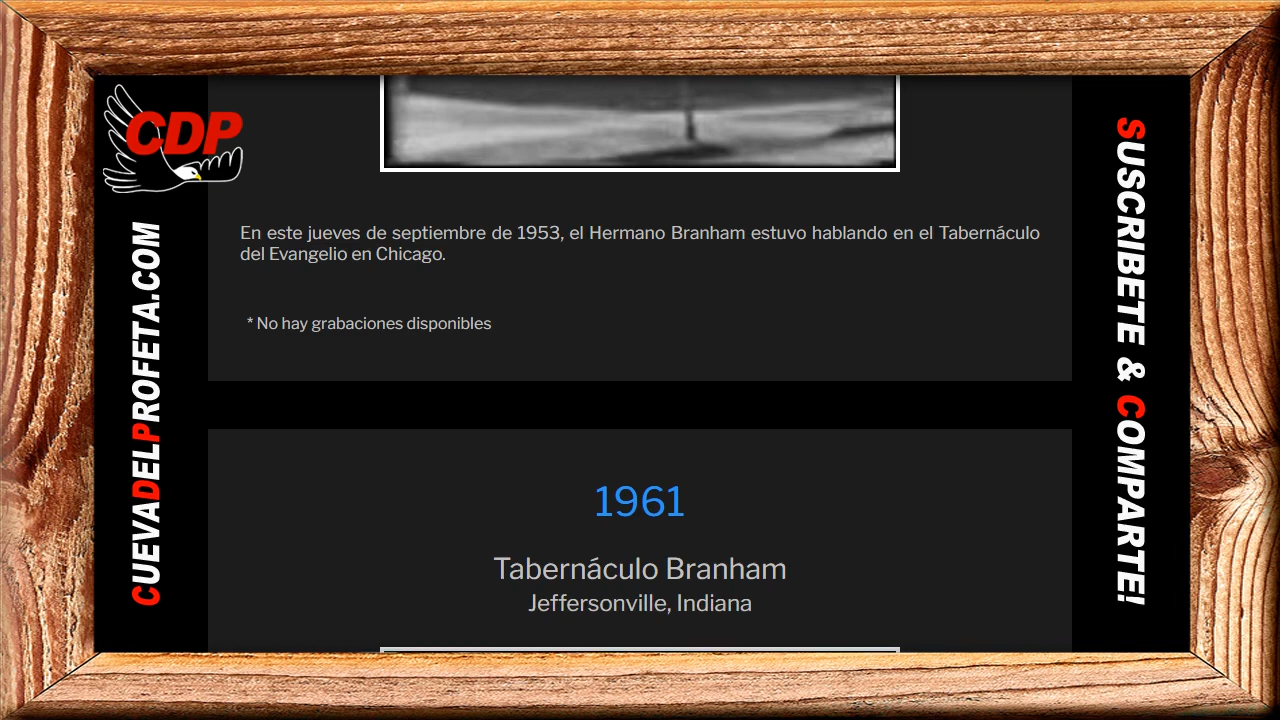 CDP
CUEVADELPROFETA.COM
En este jueves de septiembre de 1953, el Hermano Branham estuvo hablando en el Tabernáculo
del Evangelio en Chicago.
* No hay grabaciones disponibles
1961
Tabernáculo Branham
Jeffersonville, Indiana
SUSCRIBETE & COMPARTE!